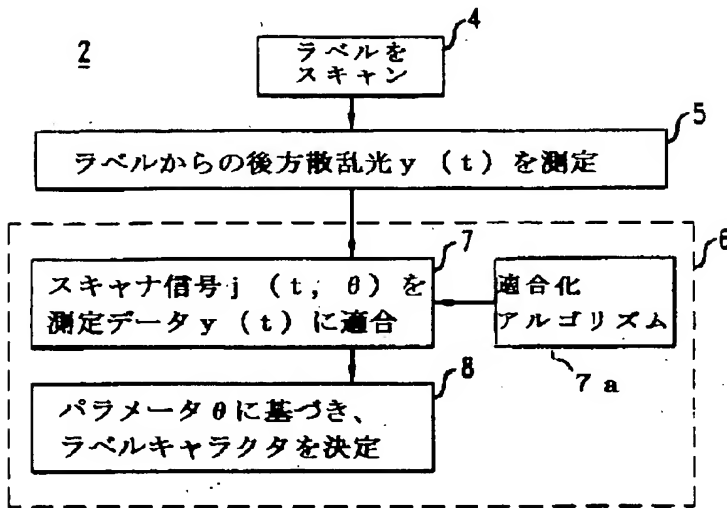 2
4
ラベルを
スキャン
5
ラベルからの後方散乱光y (t) を測定
6
7
スキャナ信号j (t, θ) を
測定データy (t) に適合
適合化
アルゴリズム
7a
8
パラメータθに基づき、
ラベルキャラクタを決定